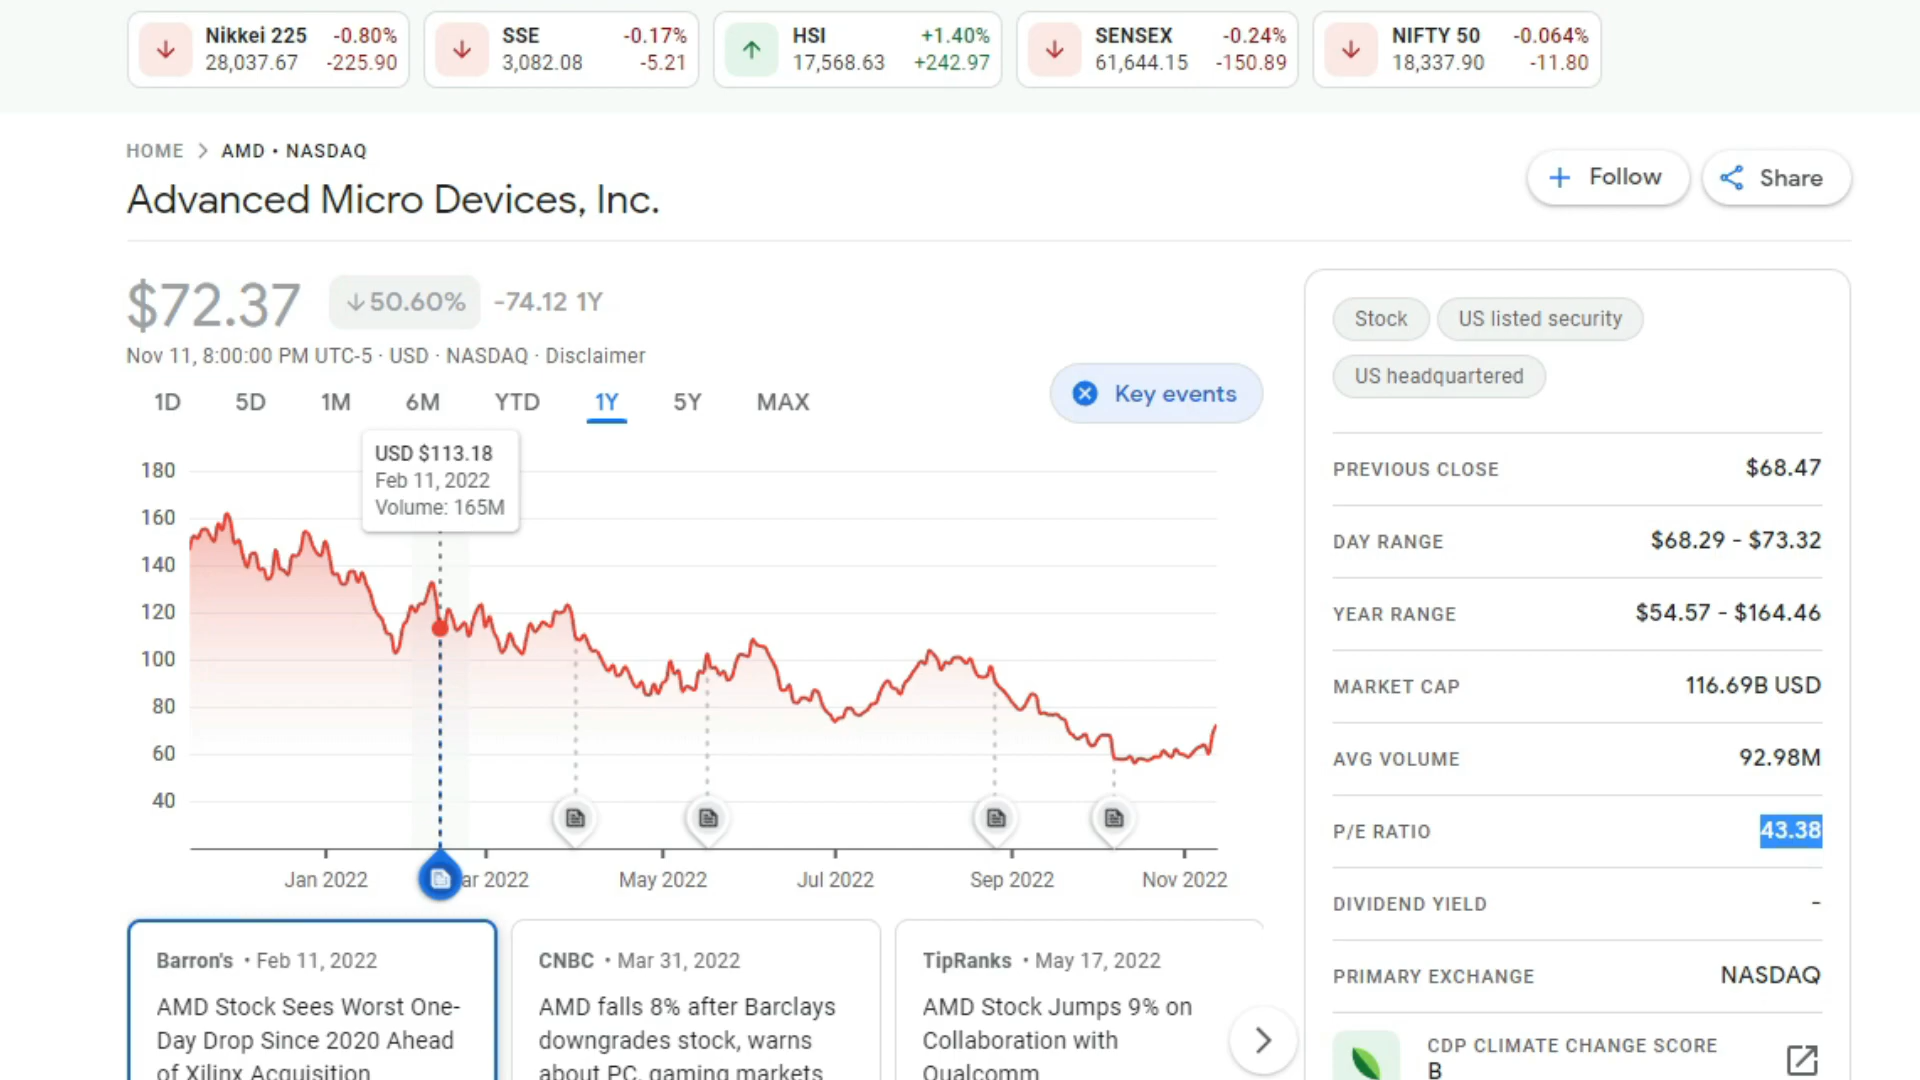 Nikkei 225 -0.80%
28,037.67 -225.90
SSE -0.17%
3,082.08 -5.21
HSI +1.40%
17,568.63 +242.97
SENSEX -0.24%
61,644.15 -150.89
NIFTY 50 -0.064%
18,337.90 -11.80
HOME > AMD • NASDAQ
Advanced Micro Devices, Inc.
+ Follow
Share
$72.37 ↓50.60% -74.12 1Y
Nov 11, 8:00:00 PM UTC-5 · USD · NASDAQ · Disclaimer
1D 5D 1M 6M YTD 1Y 5Y MAX
Key events
USD $113.18
Feb 11, 2022
Volume: 165M
180
160
140
120
100
80
60
40
Jan 2022 ar 2022 May 2022 Jul 2022 Sep 2022 Nov 2022
Barron's • Feb 11, 2022
AMD Stock Sees Worst One-
Day Drop Since 2020 Ahead
of Xilinx Acquisition
CNBC • Mar 31, 2022
AMD falls 8% after Barclays
downgrades stock, warns
about PC, gaming markets
TipRanks • May 17, 2022
AMD Stock Jumps 9% on
Collaboration with
Qualcomm
Stock
US listed security
US headquartered
PREVIOUS CLOSE $68.47
DAY RANGE $68.29 - $73.32
YEAR RANGE $54.57 - $164.46
MARKET CAP 116.69B USD
AVG VOLUME 92.98M
P/E RATIO 43.38
DIVIDEND YIELD -
PRIMARY EXCHANGE NASDAQ
CDP CLIMATE CHANGE SCORE
B